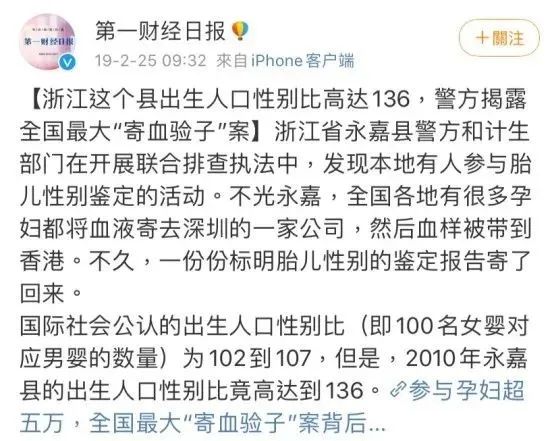 第一财经日报
第一财经日报
19-2-25 09:32 來自 iPhone客户端
＋關注
【浙江这个县出生人口性别比高达136，警方揭露
全国最大“寄血验子”案】浙江省永嘉县警方和计生
部门在开展联合排查执法中，发现本地有人参与胎
儿性别鉴定的活动。不光永嘉，全国各地有很多孕
妇都将血液寄去深圳的一家公司，然后血样被带到
香港。不久，一份份标明胎儿性别的鉴定报告寄了
回来。
国际社会公认的出生人口性别比（即100名女婴对
应男婴的数量）为102到107，但是，2010年永嘉
县的出生人口性别比竟高达到136。参与孕妇超
五万，全国最大“寄血验子”案背后...